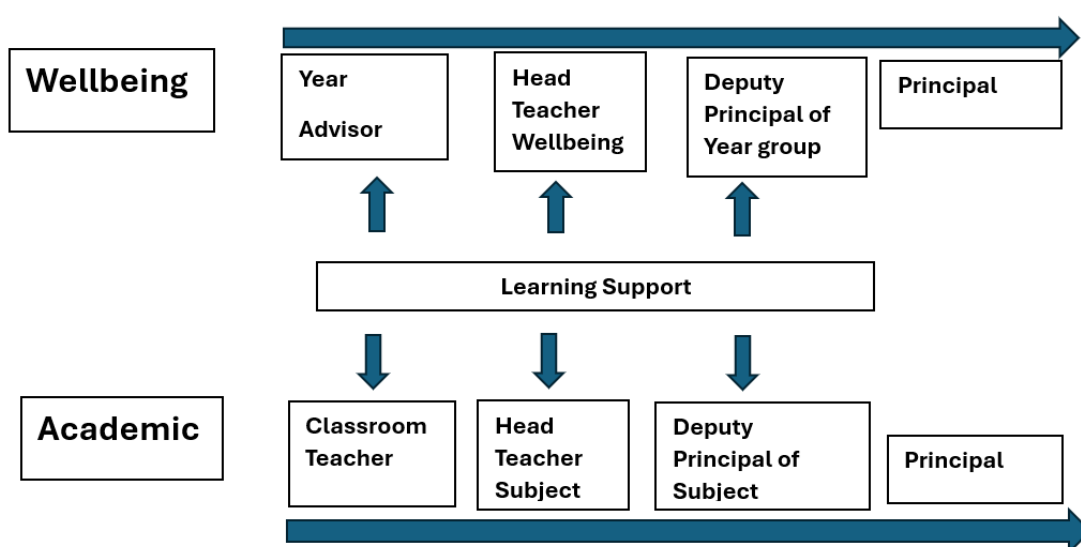 Wellbeing
Year
Advisor
Head
Teacher
Wellbeing
Deputy
Principal of
Year group
Principal
Learning Support
Academic
Classroom
Teacher
Head
Teacher
Subject
Deputy
Principal of
Subject
Principal